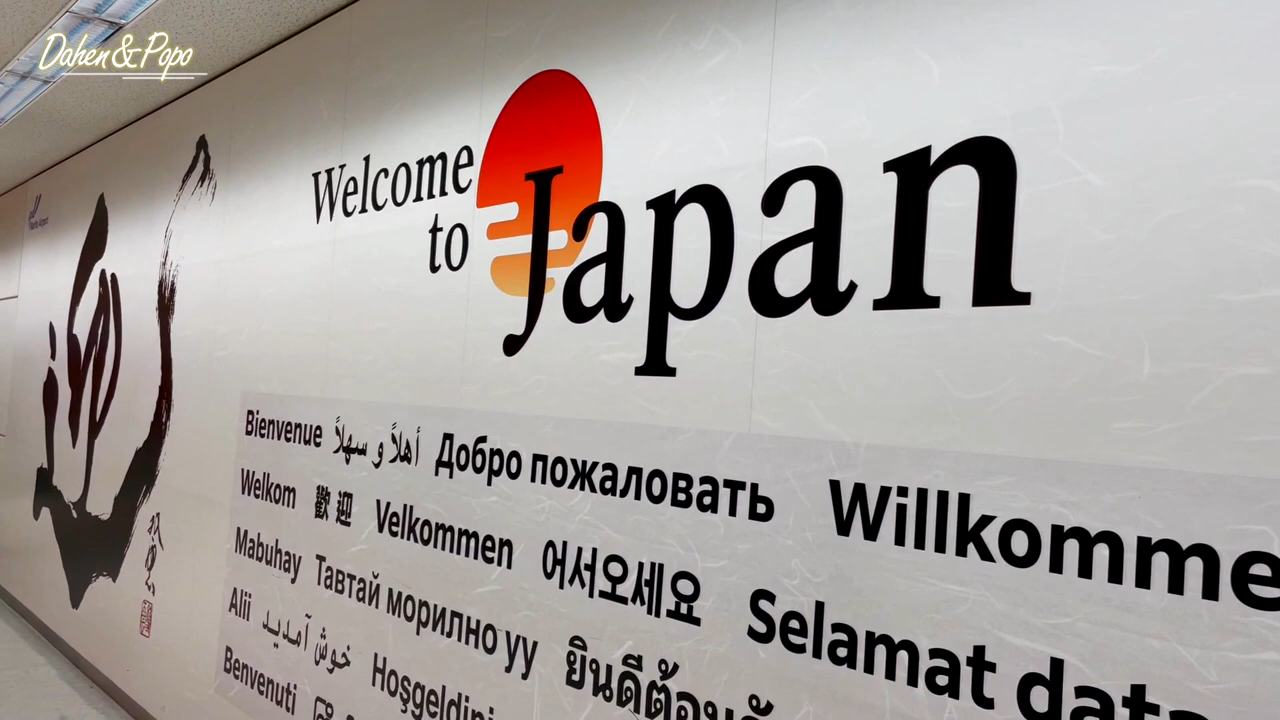 Dahen&Popo
Welcome
to
Japan
Bienvenue أهلاً و سهلاً Добро пожаловать Willkomme
Welkom 歡迎 Velkommen 어서오세요 Selamat data
Mabuhay Тавтай морилно уу ยินดีต้อนรั
Alii خوش آمدید Hoşgeldini
Benvenuti